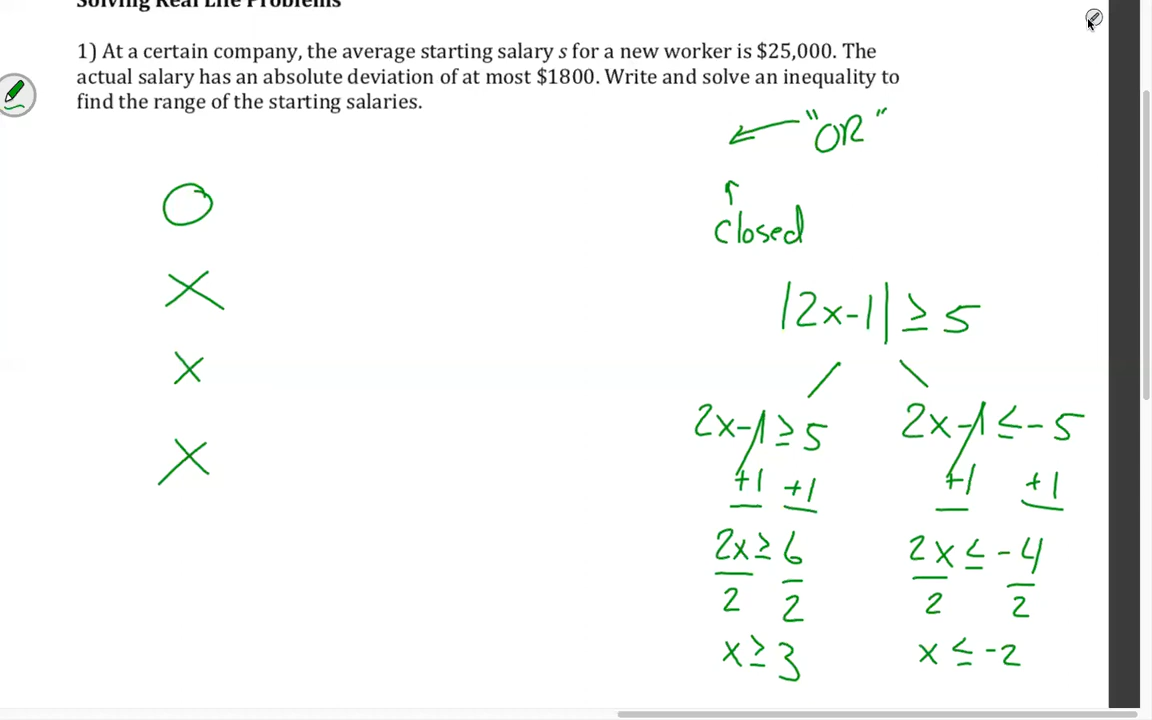 Solving Real Life Problems
1) At a certain company, the average starting salary s for a new worker is $25,000. The
actual salary has an absolute deviation of at most $1800. Write and solve an inequality to
find the range of the starting salaries.
"OR"
closed
|2x-1| ≥ 5
2x-1 ≥ 5
+1 +1
2x ≥ 6
2 2
x ≥ 3
2x-1 ≤ -5
+1 +1
2x ≤ -4
2 2
x ≤ -2